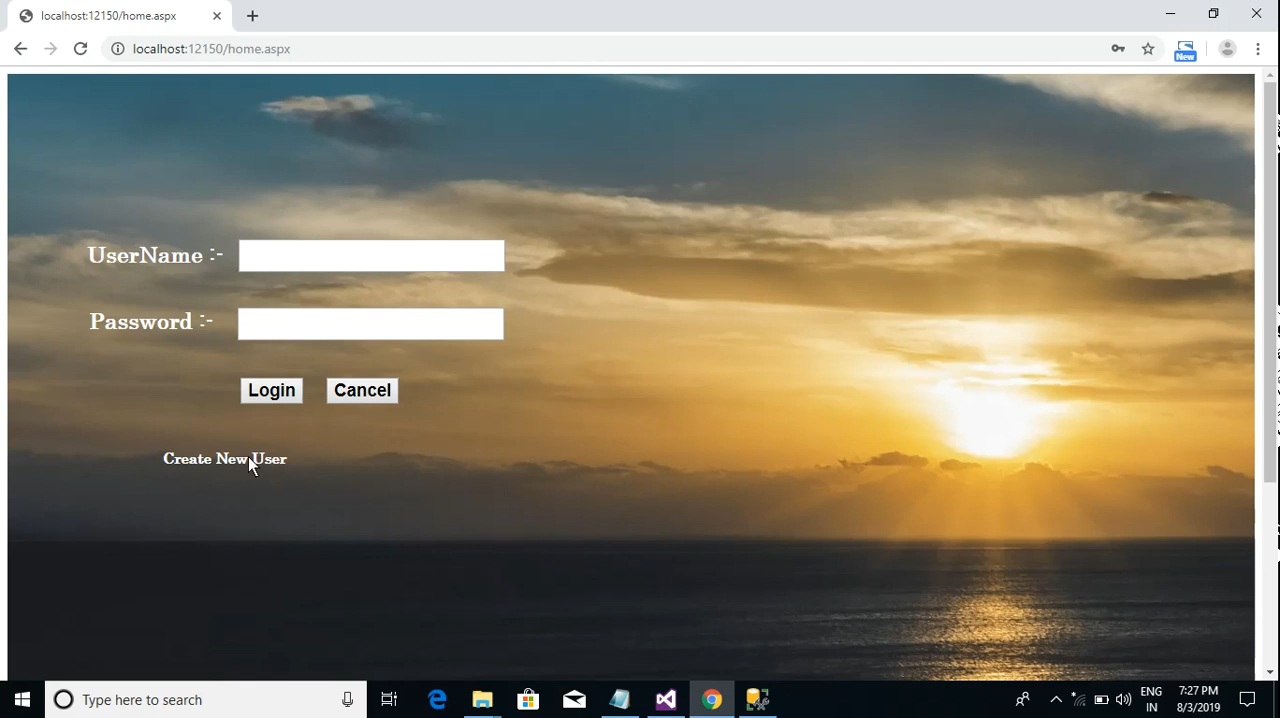 localhost:12150/home.aspx
localhost:12150/home.aspx
New
UserName :-
Password :-
Login Cancel
Create New User
Type here to search
ENG
IN
7:27 PM
8/3/2019